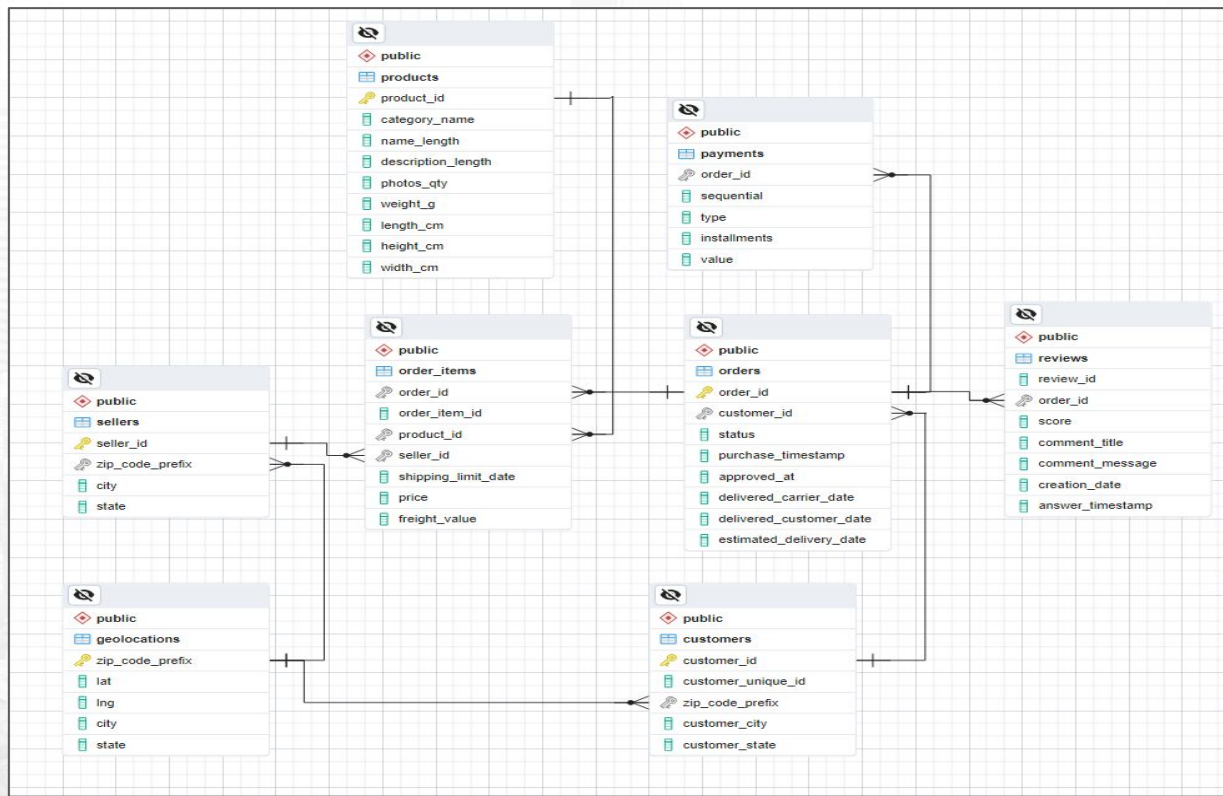 public
products
product_id
category_name
name_length
description_length
photos_qty
weight_g
length_cm
height_cm
width_cm
public
payments
order_id
sequential
type
installments
value
public
order_items
order_id
order_item_id
product_id
seller_id
shipping_limit_date
price
freight_value
public
orders
order_id
customer_id
status
purchase_timestamp
approved_at
delivered_carrier_date
delivered_customer_date
estimated_delivery_date
public
reviews
review_id
order_id
score
comment_title
comment_message
creation_date
answer_timestamp
public
sellers
seller_id
zip_code_prefix
city
state
public
geolocations
zip_code_prefix
lat
lng
city
state
public
customers
customer_id
customer_unique_id
zip_code_prefix
customer_city
customer_state